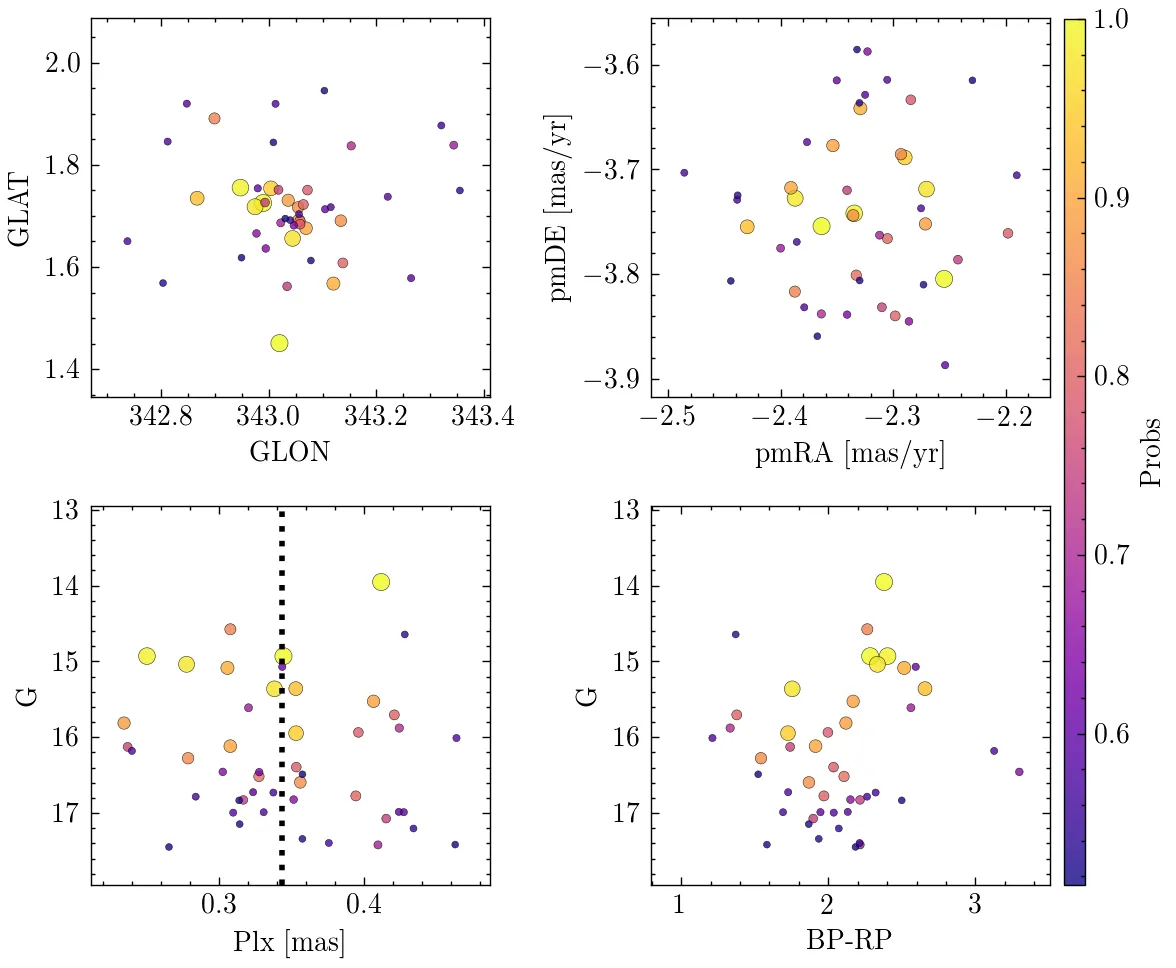 2.0
1.8
1.6
1.4
GLAT
342.8 343.0 343.2 343.4
GLON
−3.6
−3.7
−3.8
−3.9
pmDE [mas/yr]
−2.5 −2.4 −2.3 −2.2
pmRA [mas/yr]
1.0
0.9
0.8
0.7
0.6
Probs
13
14
15
16
17
G
0.3 0.4
Plx [mas]
13
14
15
16
17
G
1 2 3
BP-RP